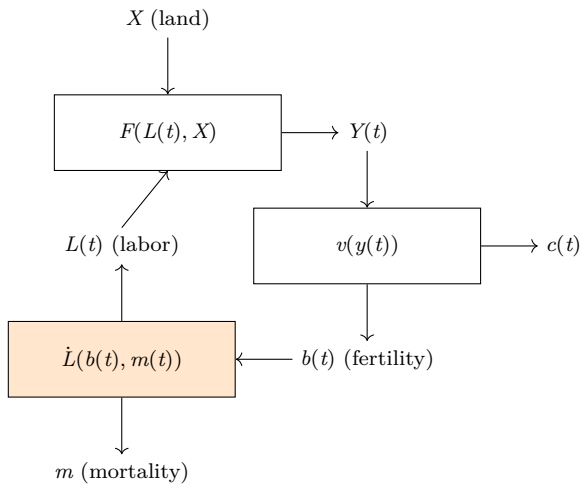 X (land)
F(L(t), X)
Y(t)
L(t) (labor)
v(y(t))
c(t)
L̇(b(t), m(t))
b(t) (fertility)
m (mortality)